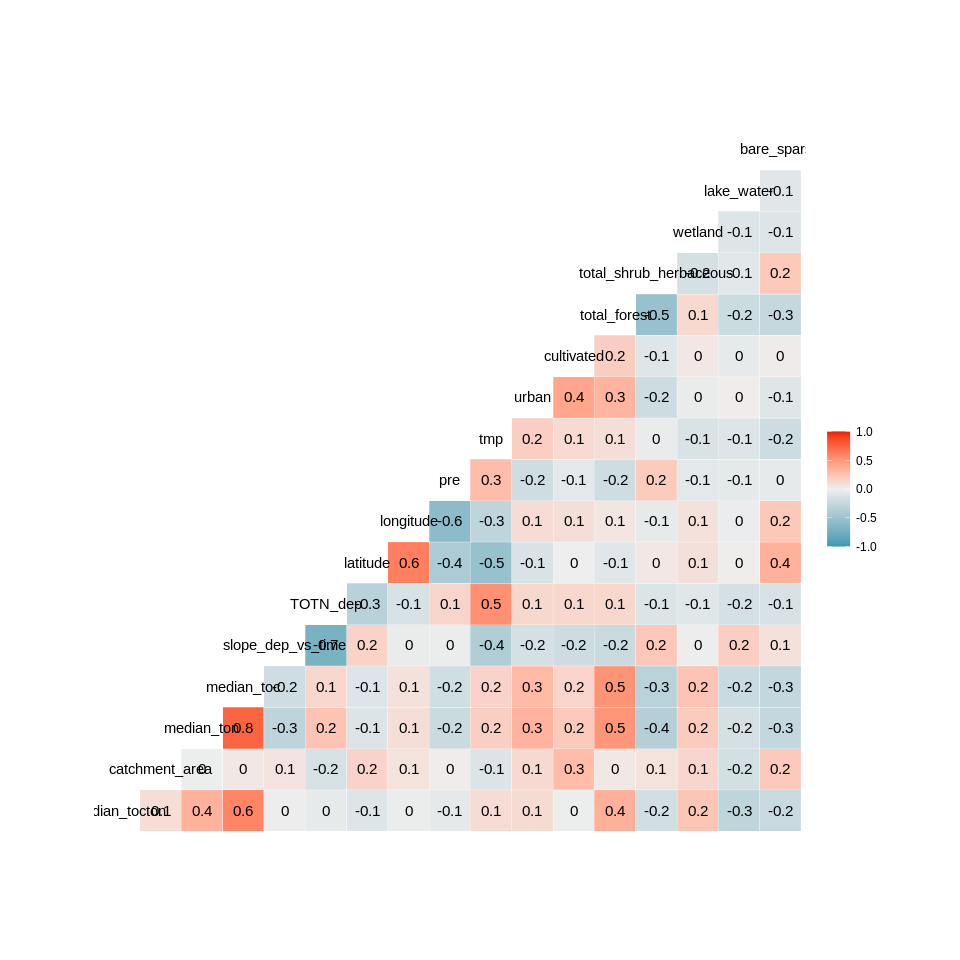 bare_spar
lake_water -0.1
wetland -0.1 -0.1
total_shrub_herbaceous -0.2 -0.1 0.2
total_forest -0.5 0.1 -0.2 -0.3
cultivated 0.2 -0.1 0 0 0
urban 0.4 0.3 -0.2 0 0 -0.1
tmp 0.2 0.1 0.1 0 -0.1 -0.1 -0.2
pre 0.3 -0.2 -0.1 -0.2 0.2 -0.1 -0.1 0
longitude -0.6 -0.3 0.1 0.1 0.1 -0.1 0.1 0 0.2
latitude 0.6 -0.4 -0.5 -0.1 0 -0.1 0 0.1 0 0.4
TOTN_dep -0.3 -0.1 0.1 0.5 0.1 0.1 0.1 -0.1 -0.1 -0.2 -0.1
slope_dep_vs_time -0.7 0.2 0 0 -0.4 -0.2 -0.2 -0.2 0.2 0 0.2 0.1
median_toc -0.2 0.1 -0.1 0.1 -0.2 0.2 0.3 0.2 0.5 -0.3 0.2 -0.2 -0.3
median_ton 0.8 -0.3 0.2 -0.1 0.1 -0.2 0.2 0.3 0.2 0.5 -0.4 0.2 -0.2 -0.3
catchment_area 0 0 0.1 -0.2 0.2 0.1 0 -0.1 0.1 0.3 0 0.1 0.1 -0.2 0.2
dian_tocton 0.1 0.4 0.6 0 0 -0.1 0 -0.1 0.1 0.1 0 0.4 -0.2 0.2 -0.3 -0.2
1.0
0.5
0.0
-0.5
-1.0